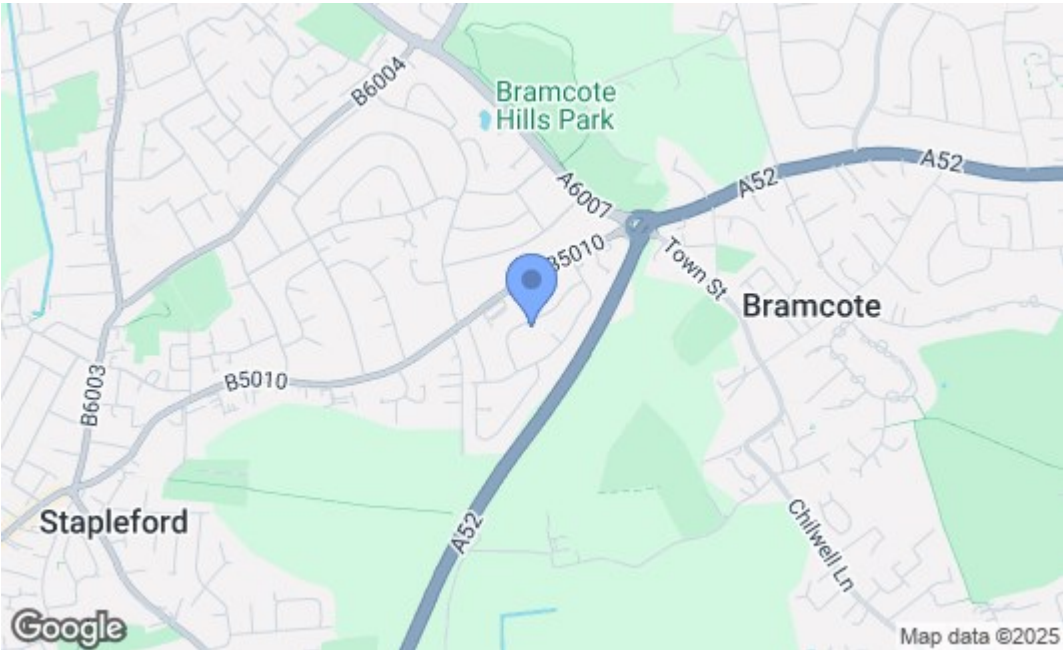 B6004
Bramcote
Hills Park
A52
A52
A6007
B5010
Town St
Bramcote
B5010
B6003
Stapleford
A52
Chilwell Ln
Google
Map data ©2025